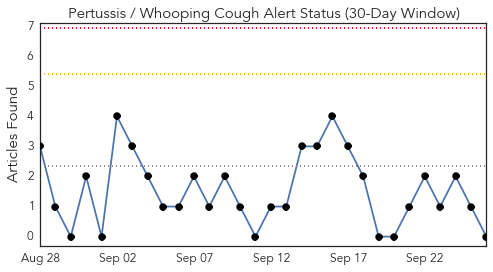 Pertussis / Whooping Cough Alert Status (30-Day Window)
Articles Found
7
6
5
4
3
2
1
0
Aug 28 Sep 02 Sep 07 Sep 12 Sep 17 Sep 22